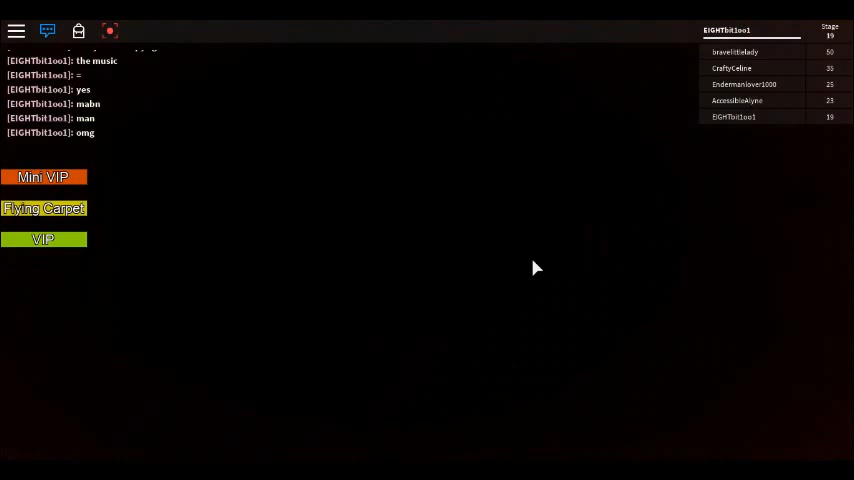 EIGHTbit1oo1
Stage
19
[EIGHTbit1oo1]: the music
[EIGHTbit1oo1]: =
[EIGHTbit1oo1]: yes
[EIGHTbit1oo1]: mabn
[EIGHTbit1oo1]: man
[EIGHTbit1oo1]: omg
bravelittlelady 50
CraftyCeline 35
Endermanlover1000 25
AccessibleAlyne 23
EIGHTbit1oo1 19
Mini VIP
Flying Carpet
VIP